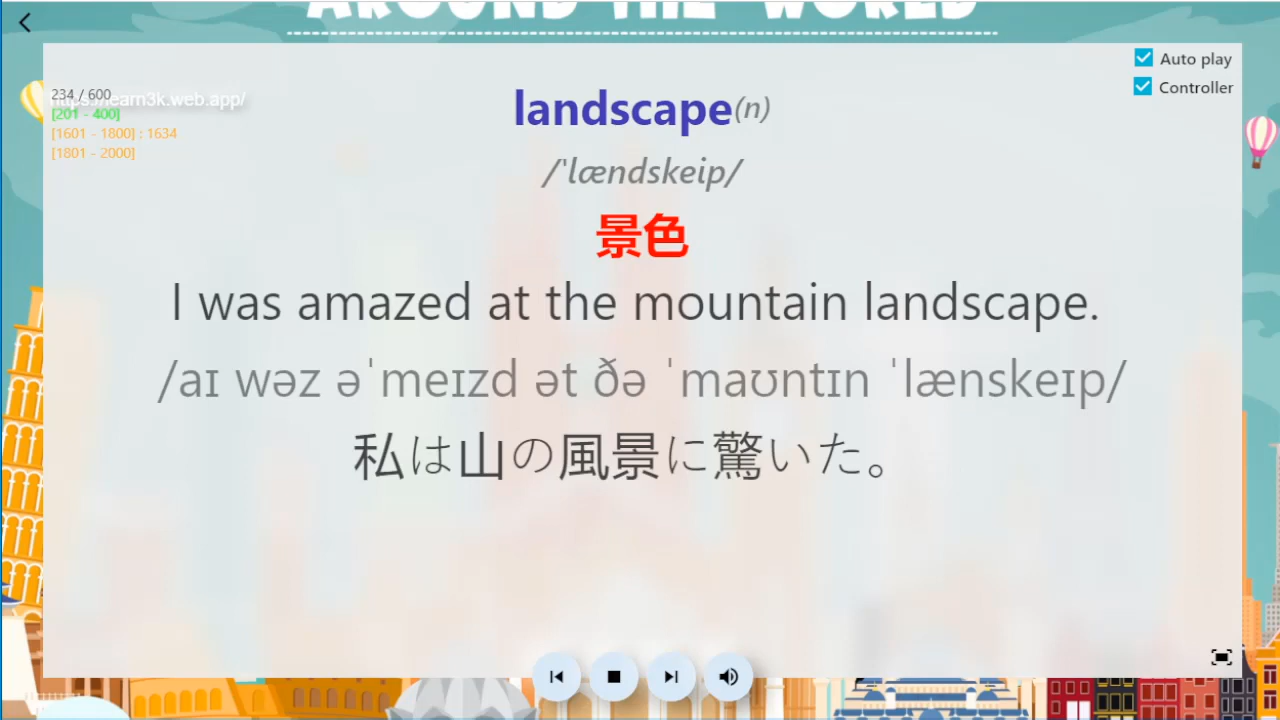 AROUND THE WORLD
Auto play
Controller
234 / 600
https://learn3k.web.app/
[201 - 400]
[1601 - 1800] : 1634
[1801 - 2000]
landscape(n)
/'lændskeip/
景色
I was amazed at the mountain landscape.
/aɪ wəz əˈmeɪzd ət ðə ˈmaʊntɪn ˈlænskeɪp/
私は山の風景に驚いた。